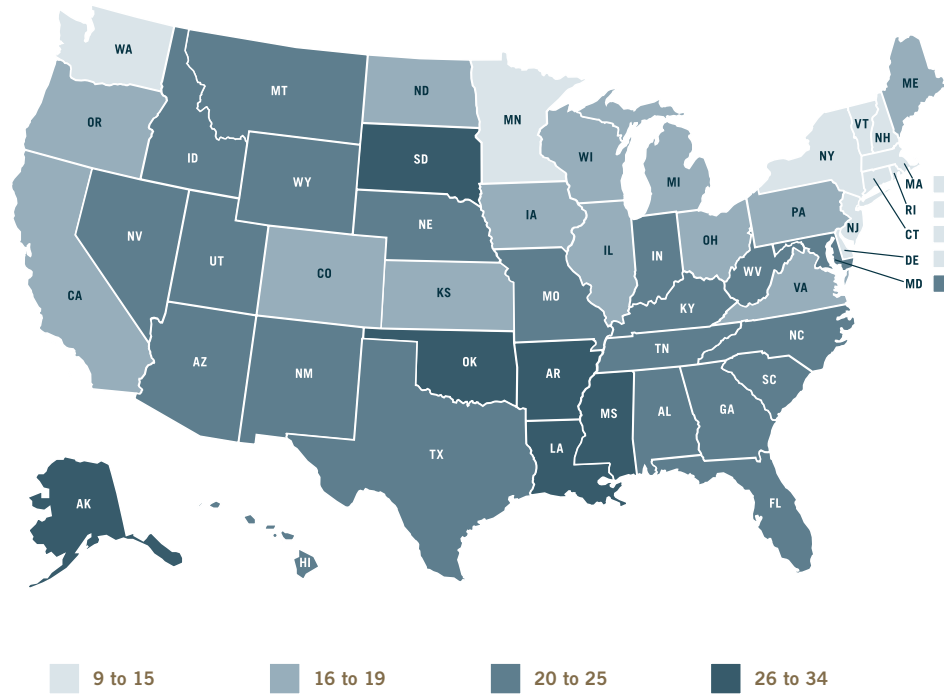 WA
MT
ND
MN
OR
ID
SD
WY
WI
MI
ME
VT
NH
NY
MA
RI
CT
NJ
DE
MD
PA
IA
NE
NV
UT
CO
CA
KS
MO
IL
IN
OH
WV
VA
KY
AZ
NM
OK
AR
TN
NC
SC
MS
AL
GA
LA
TX
FL
AK
HI
9 to 15
16 to 19
20 to 25
26 to 34